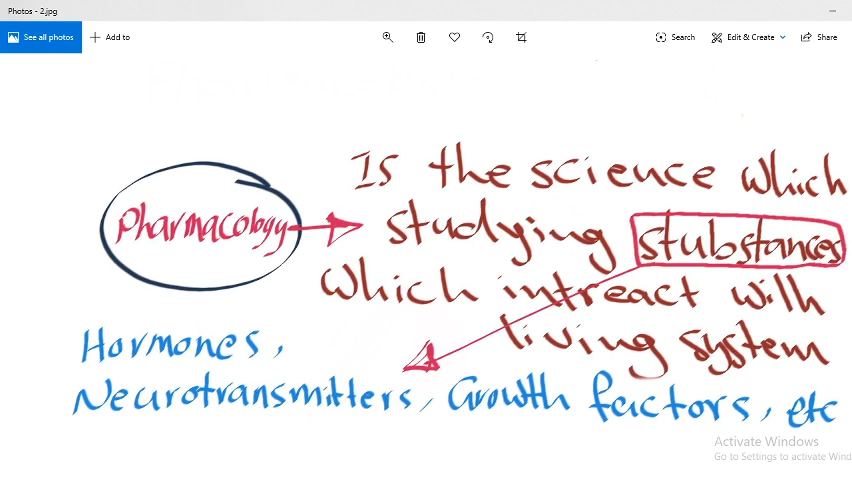 Photos - 2.jpg
See all photos
Add to
Search
Edit & Create
Share
Is the science which
Pharmacology
studying stubstances
which intreact with
living system
Hormones,
Neurotransmitters, Growth factors, etc
Activate Windows
Go to Settings to activate Wind